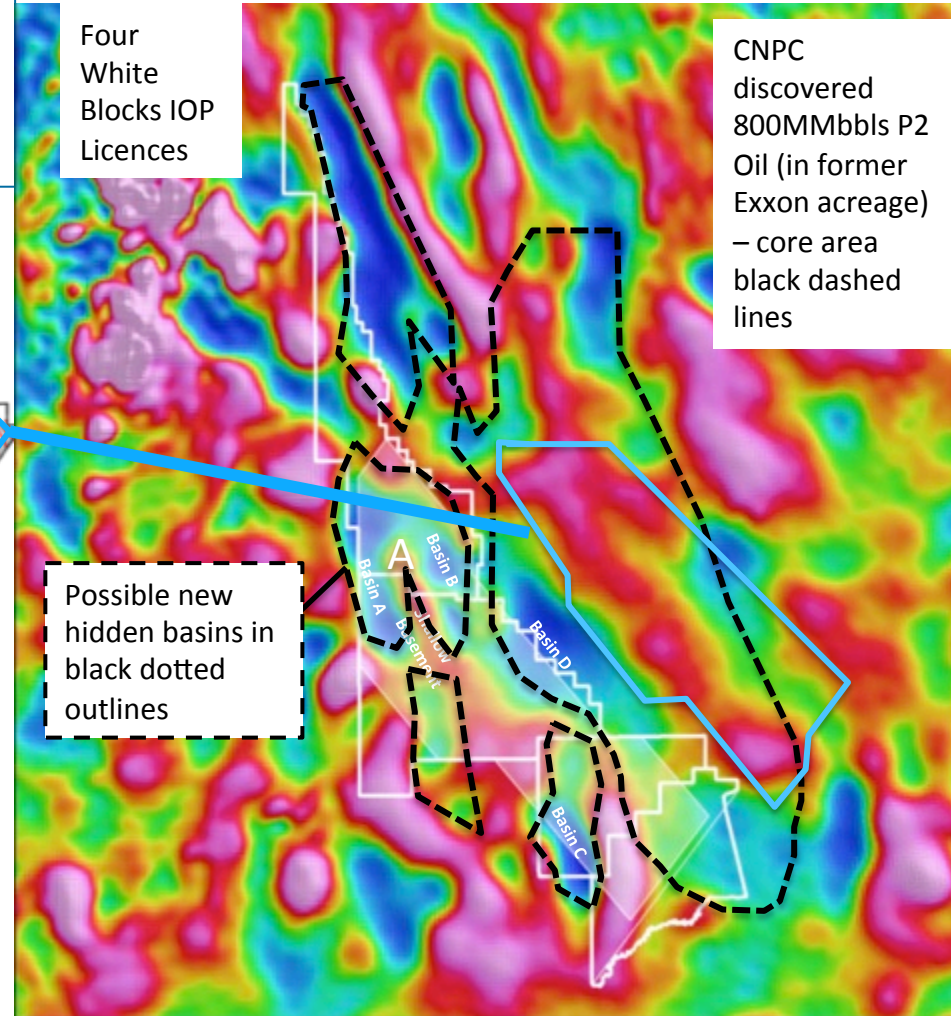 Four
White
Blocks IOP
Licences
CNPC
discovered
800MMbbls P2
Oil (in former
Exxon acreage)
– core area
black dashed
lines
A
Basin B
Basin A
Shallow
Basement
Basin D
Possible new
hidden basins in
black dotted
outlines
Basin C